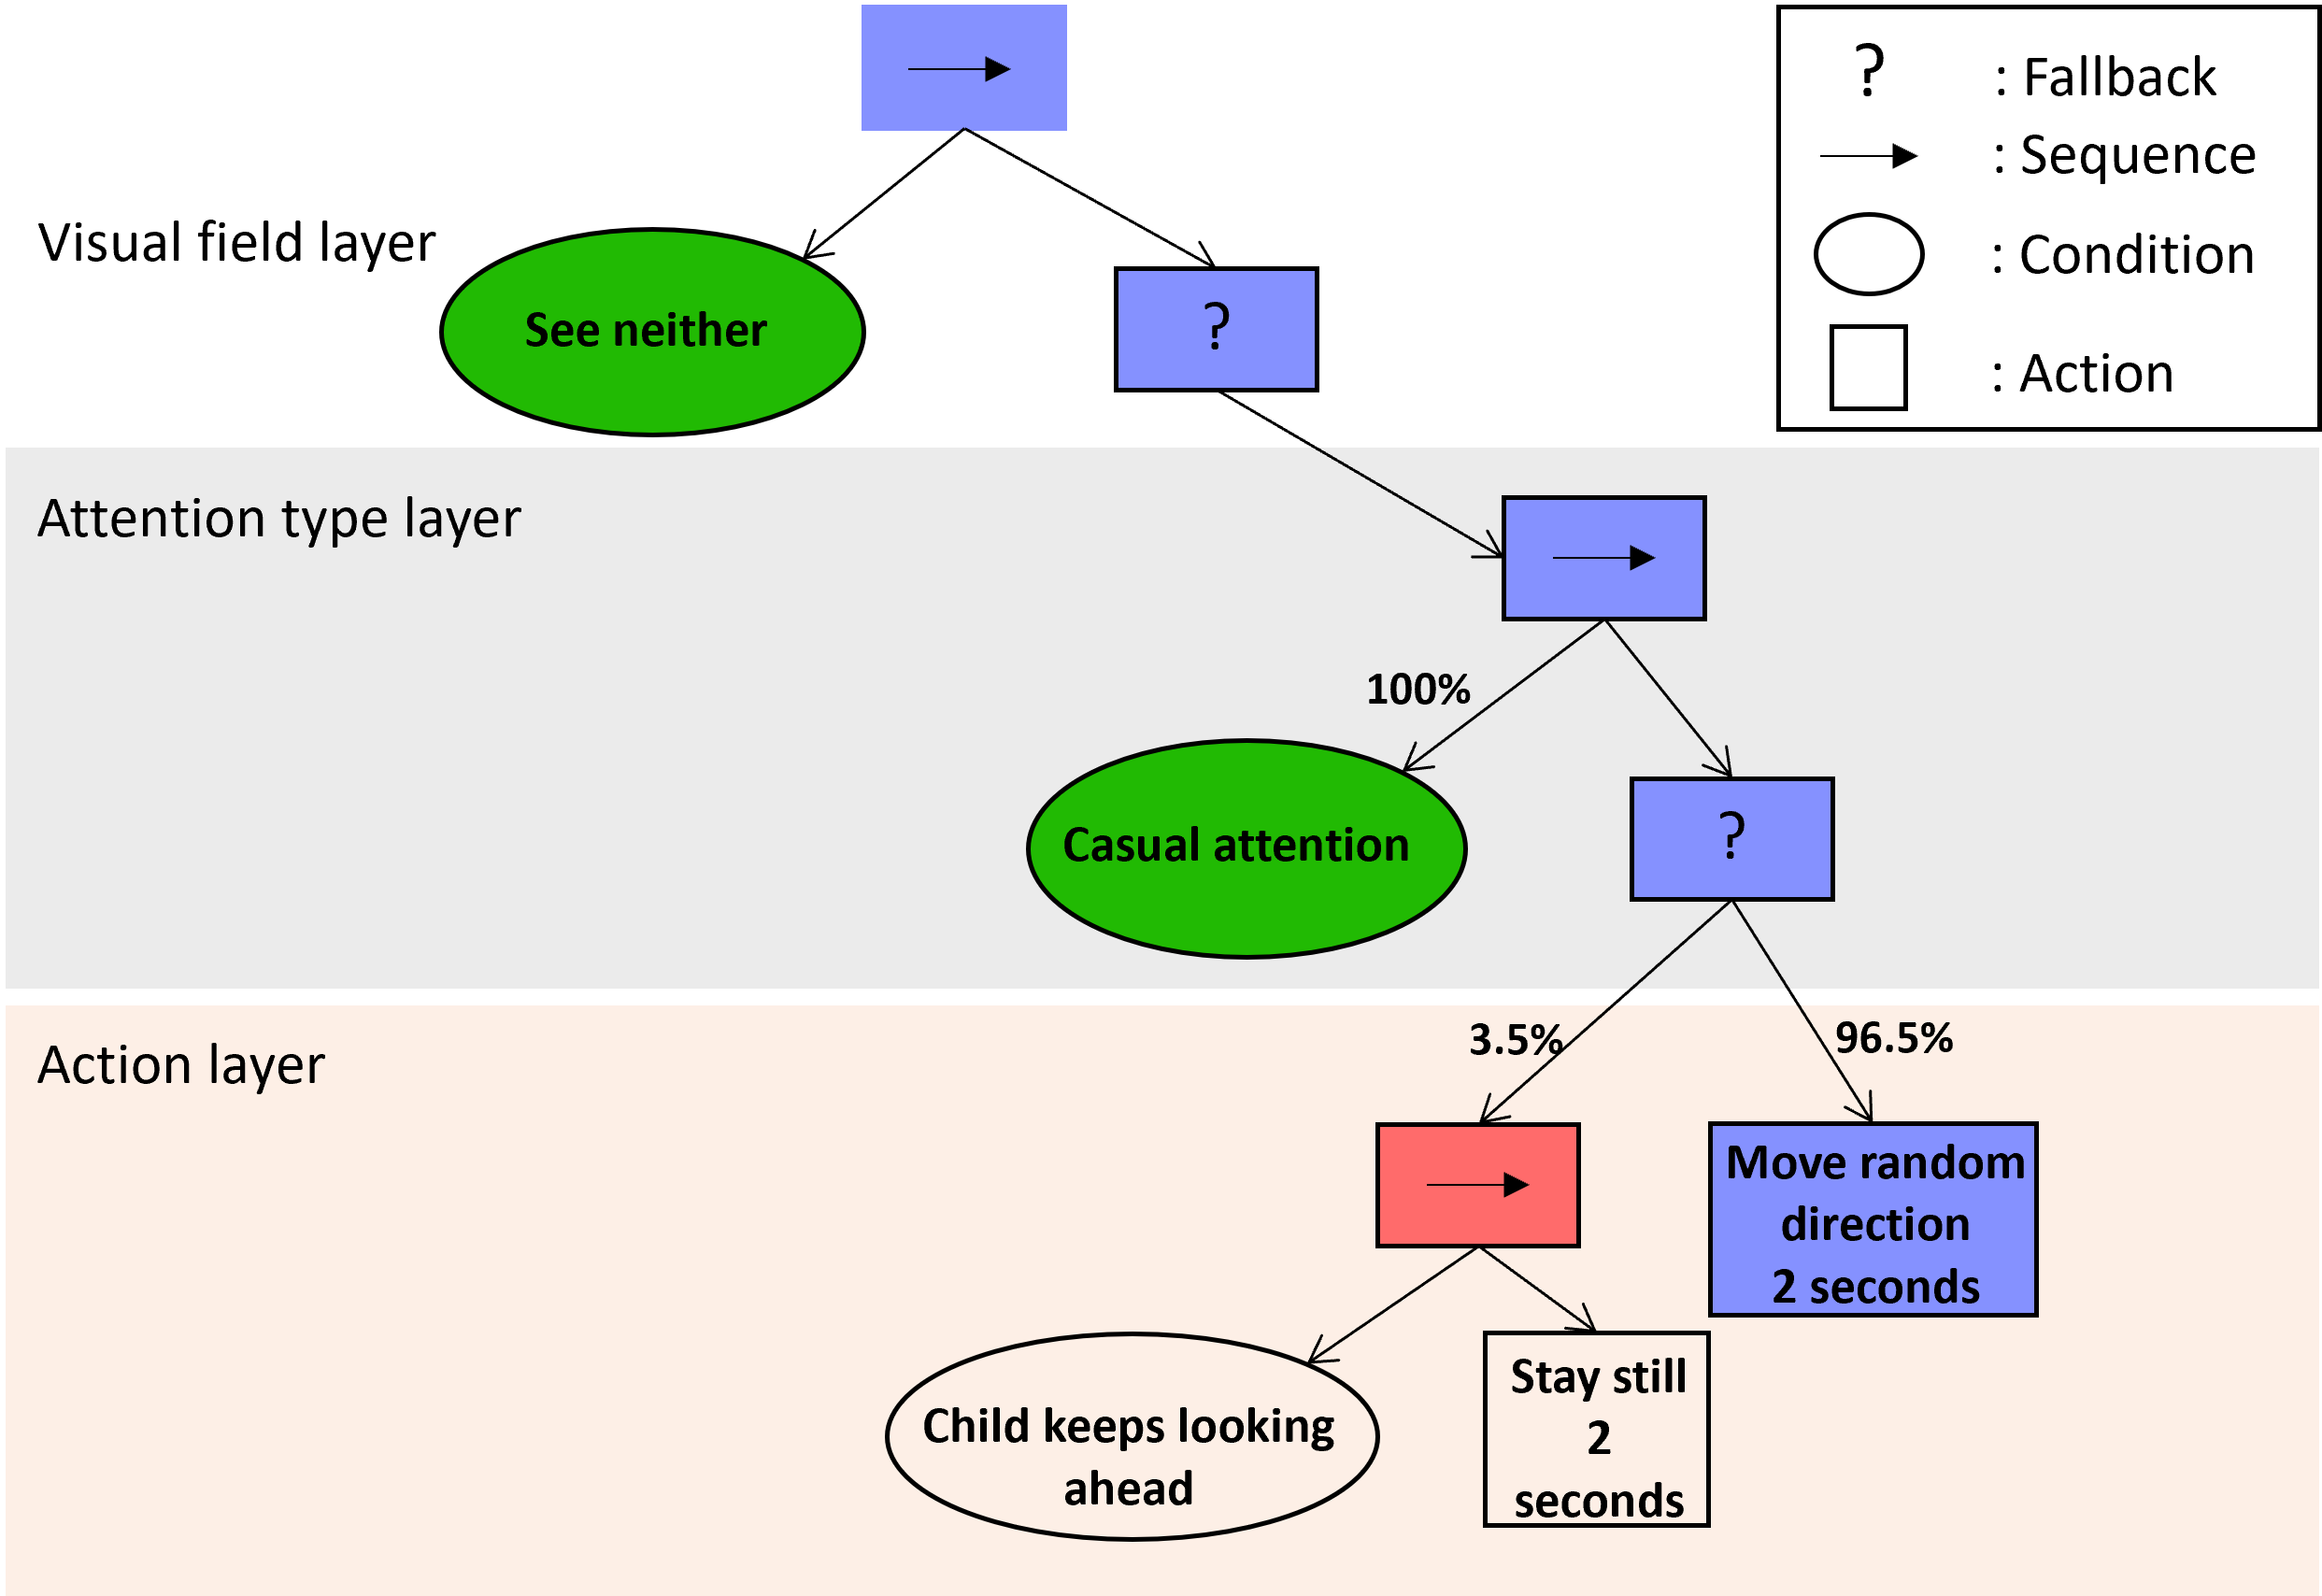 ? : Fallback
: Sequence
: Condition
: Action
Visual field layer
See neither
?
Attention type layer
100%
Casual attention
?
Action layer
3.5%
96.5%
Move random
direction
2 seconds
Child keeps looking
ahead
Stay still
2
seconds